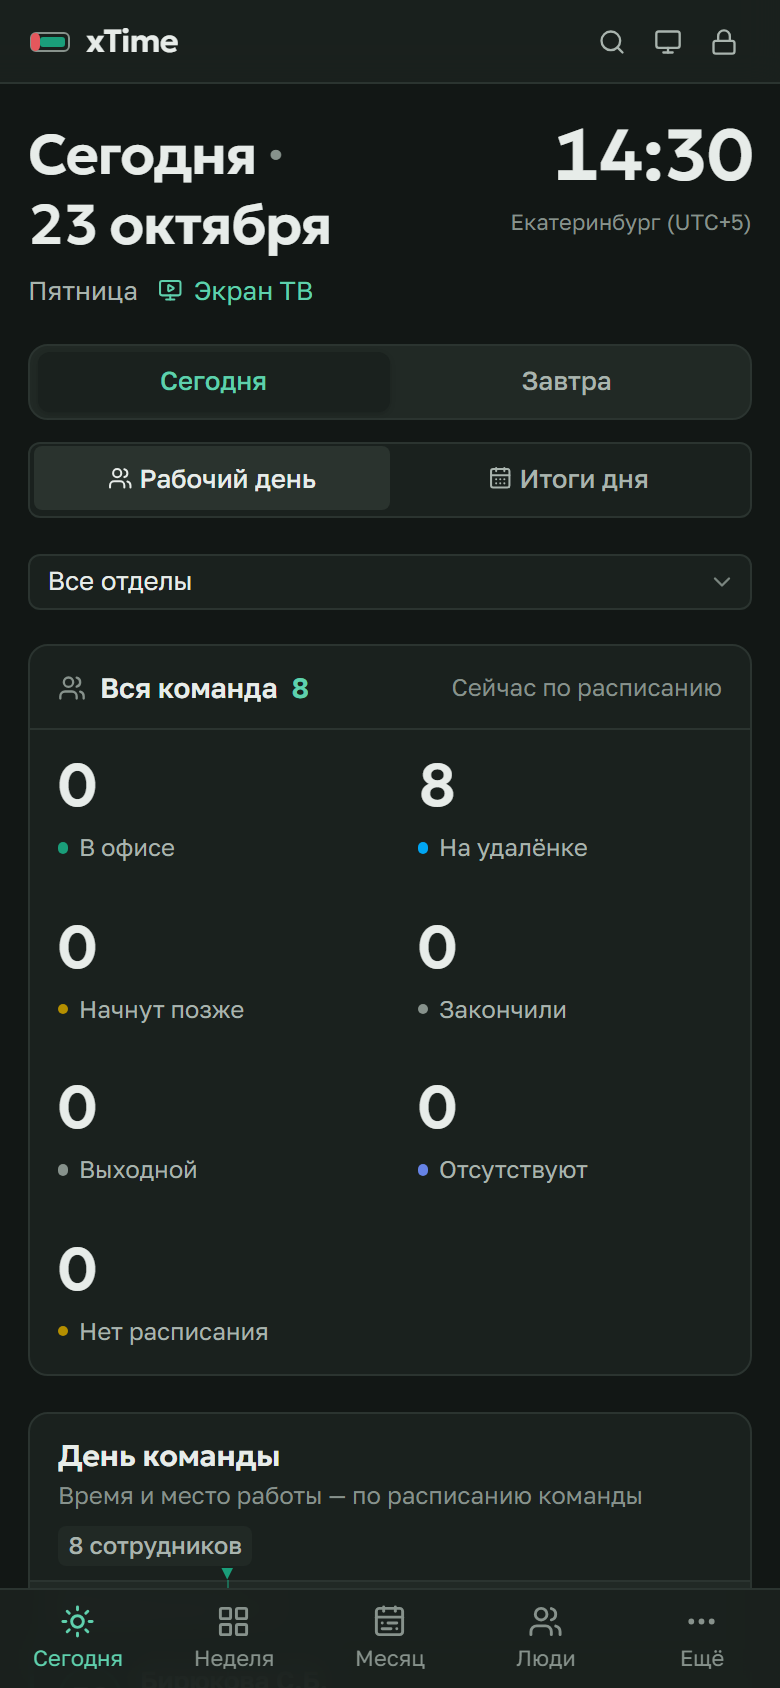 xTime
Сегодня ·
23 октября
14:30
Екатеринбург (UTC+5)
Пятница
Экран ТВ
Сегодня
Завтра
Рабочий день
Итоги дня
Все отделы
Вся команда 8
Сейчас по расписанию
0
В офисе
8
На удалёнке
0
Начнут позже
0
Закончили
0
Выходной
0
Отсутствуют
0
Нет расписания
День команды
Время и место работы — по расписанию команды
8 сотрудников
Сегодня
Неделя
Месяц
Люди
Ещё